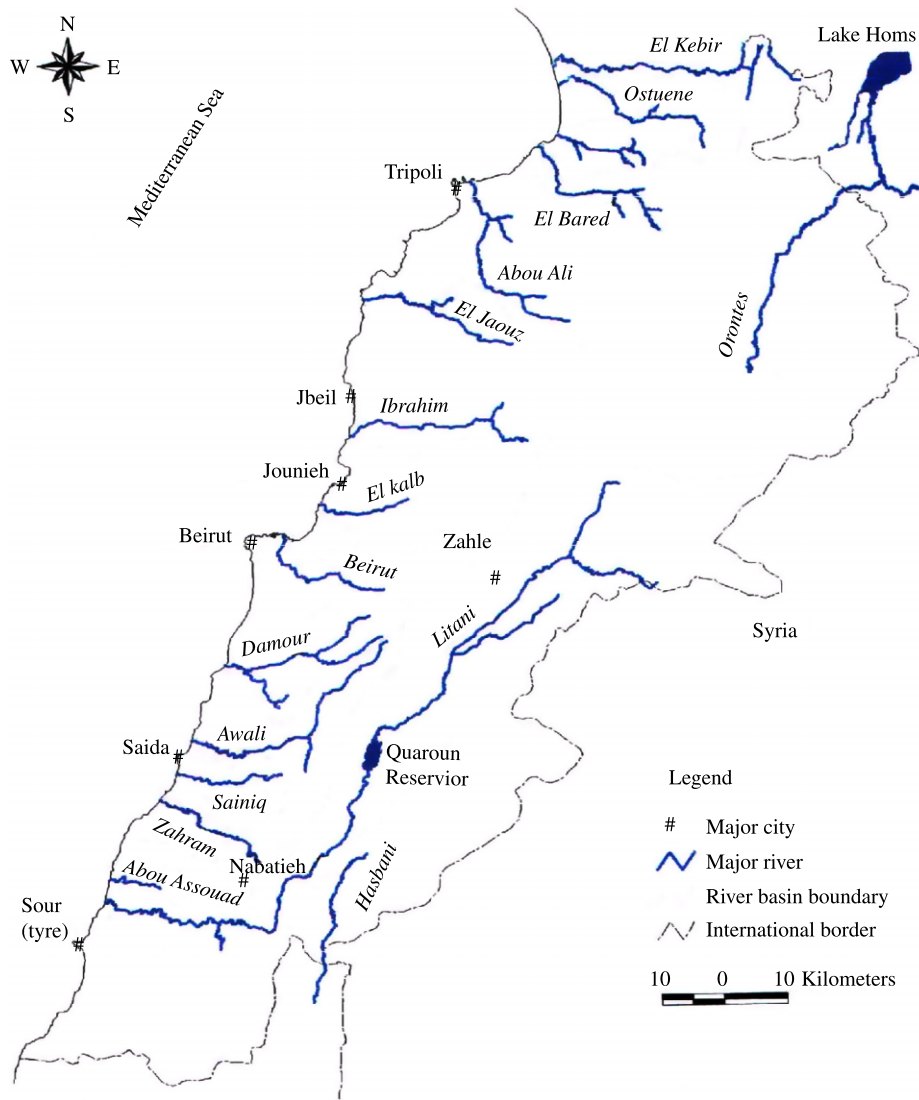 N
W E
S
Mediterranean Sea
El Kebir
Lake Homs
Ostuene
Tripoli
El Bared
Abou Ali
El Jaouz
Orontes
Jbeil
Ibrahim
Jounieh
El kalb
Beirut
Zahle
Beirut
Litani
Damour
Syria
Awali
Saida
Quaroun
Reservior
Sainiq
Zahram
Nabatieh
Hasbani
Abou Assouad
Sour
(tyre)
Legend
# Major city
Major river
River basin boundary
International border
10 0 10 Kilometers